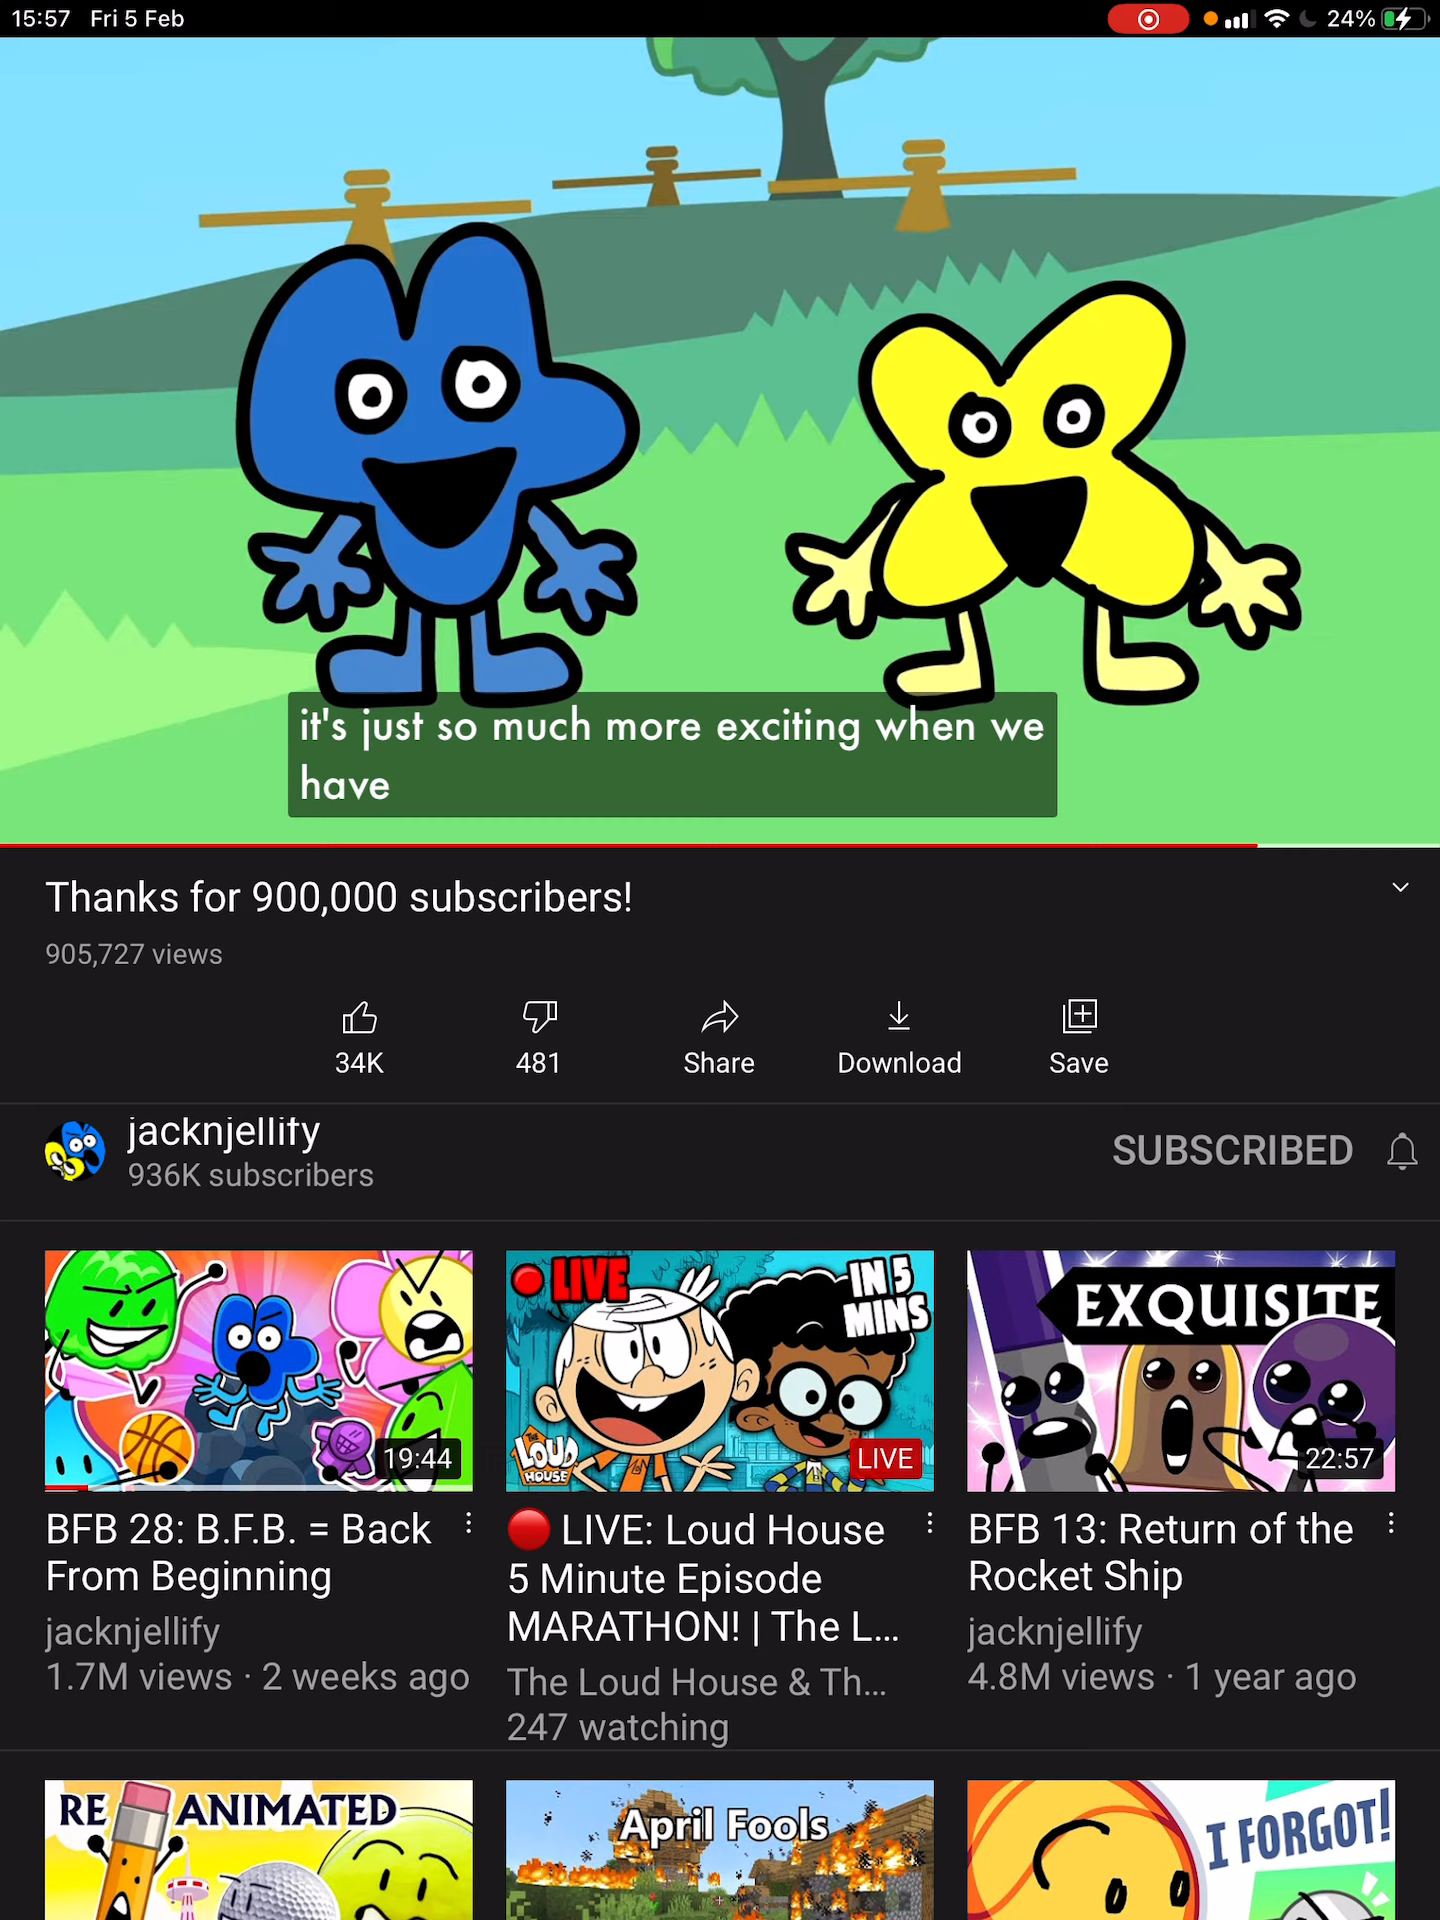 15:57 Fri 5 Feb
24%
it's just so much more exciting when we
have
Thanks for 900,000 subscribers!
905,727 views
34K
481
Share
Download
Save
jacknjellify
936K subscribers
SUBSCRIBED
19:44
BFB 28: B.F.B. = Back
From Beginning
jacknjellify
1.7M views · 2 weeks ago
LIVE
IN 5
MINS
THE
LOUD
HOUSE
LIVE
🔴 LIVE: Loud House
5 Minute Episode
MARATHON! | The L...
The Loud House & Th...
247 watching
EXQUISITE
22:57
BFB 13: Return of the
Rocket Ship
jacknjellify
4.8M views · 1 year ago
RE ANIMATED
April Fools
I FORGOT!